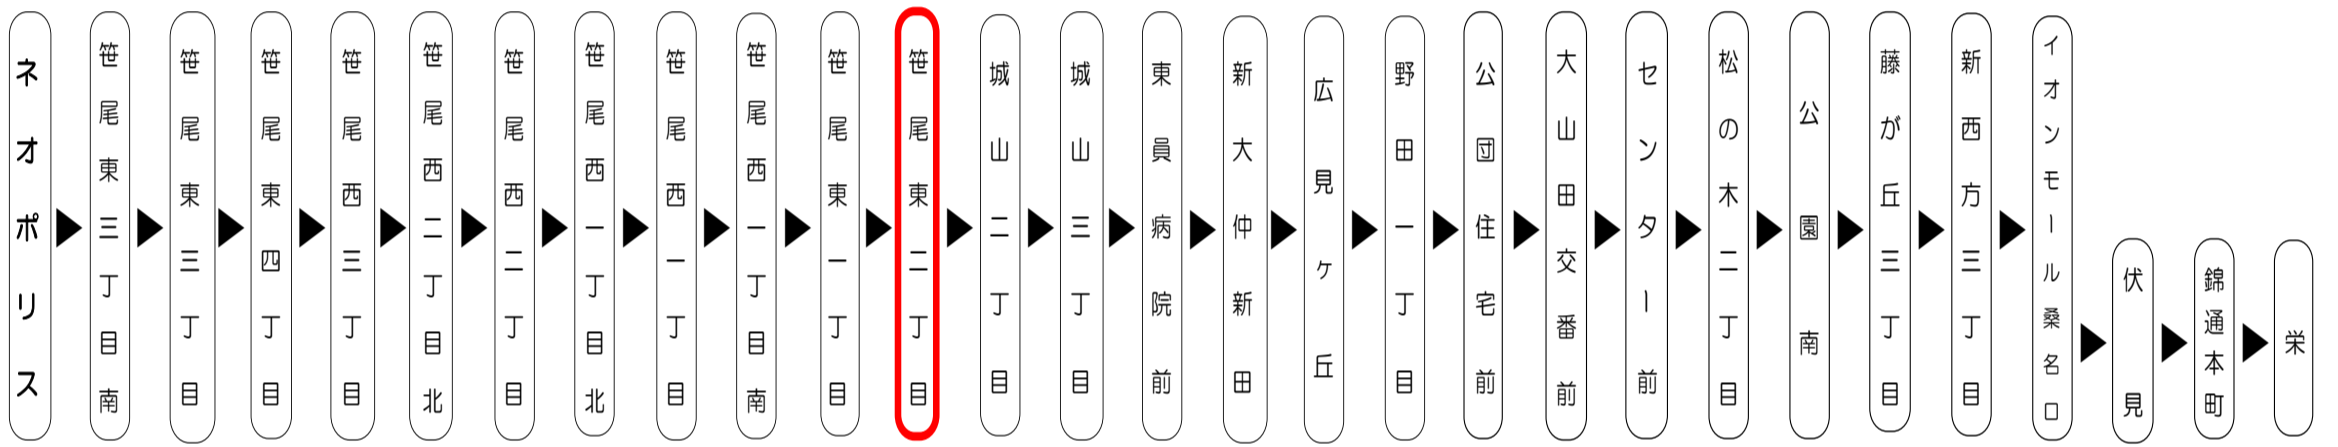 ネオポリス
笹尾東三丁目南
笹尾東三丁目
笹尾東四丁目
笹尾西三丁目
笹尾西二丁目北
笹尾西二丁目
笹尾西一丁目北
笹尾西一丁目
笹尾西一丁目南
笹尾東一丁目
笹尾東二丁目
城山二丁目
城山三丁目
東員病院前
新大仲新田
広見ケ丘
野田一丁目
公団住宅前
大山田交番前
センター前
松の木二丁目
公園南
藤が丘三丁目
新西方三丁目
イオンモール桑名口
伏見
錦通本町
栄